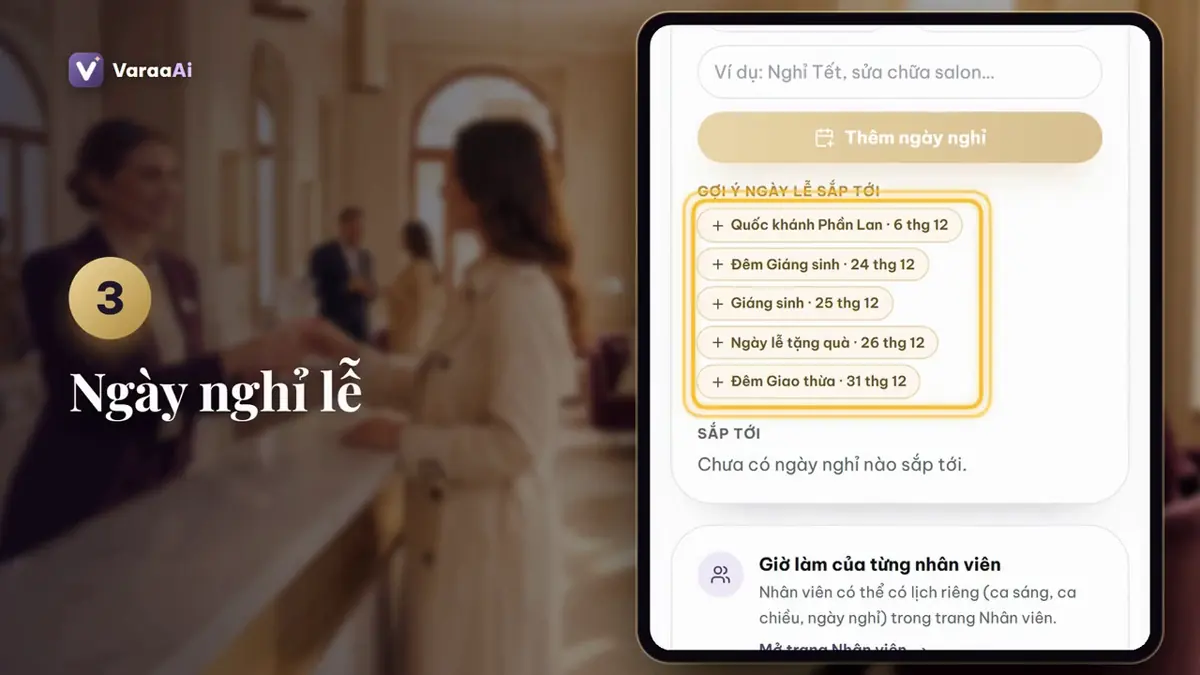 VaraaAi
3
Ngày nghỉ lễ
Ví dụ: Nghỉ Tết, sửa chữa salon...
Thêm ngày nghỉ
GỢI Ý NGÀY LỄ SẮP TỚI
+ Quốc khánh Phần Lan · 6 thg 12
+ Đêm Giáng sinh · 24 thg 12
+ Giáng sinh · 25 thg 12
+ Ngày lễ tặng quà · 26 thg 12
+ Đêm Giao thừa · 31 thg 12
SẮP TỚI
Chưa có ngày nghỉ nào sắp tới.
Giờ làm của từng nhân viên
Nhân viên có thể có lịch riêng (ca sáng, ca
chiều, ngày nghỉ) trong trang Nhân viên.
Mở trang Nhân viên →